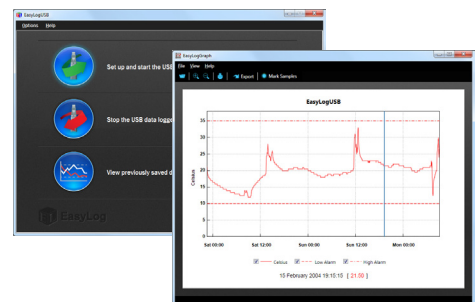 EasyLogUSB
Options Help
Set up and start the USB
Stop the USB data logge
View previously saved d
EasyLog
EasyLogGraph
File View Help
Export Mark Samples
EasyLogUSB
Celsius
35
30
25
20
15
10
5
0
Sat 00:00 Sat 12:00 Sun 00:00 Sun 12:00 Mon 00:00
Celsius Low Alarm High Alarm
15 February 2004 19:15:15 [ 21.50 ]